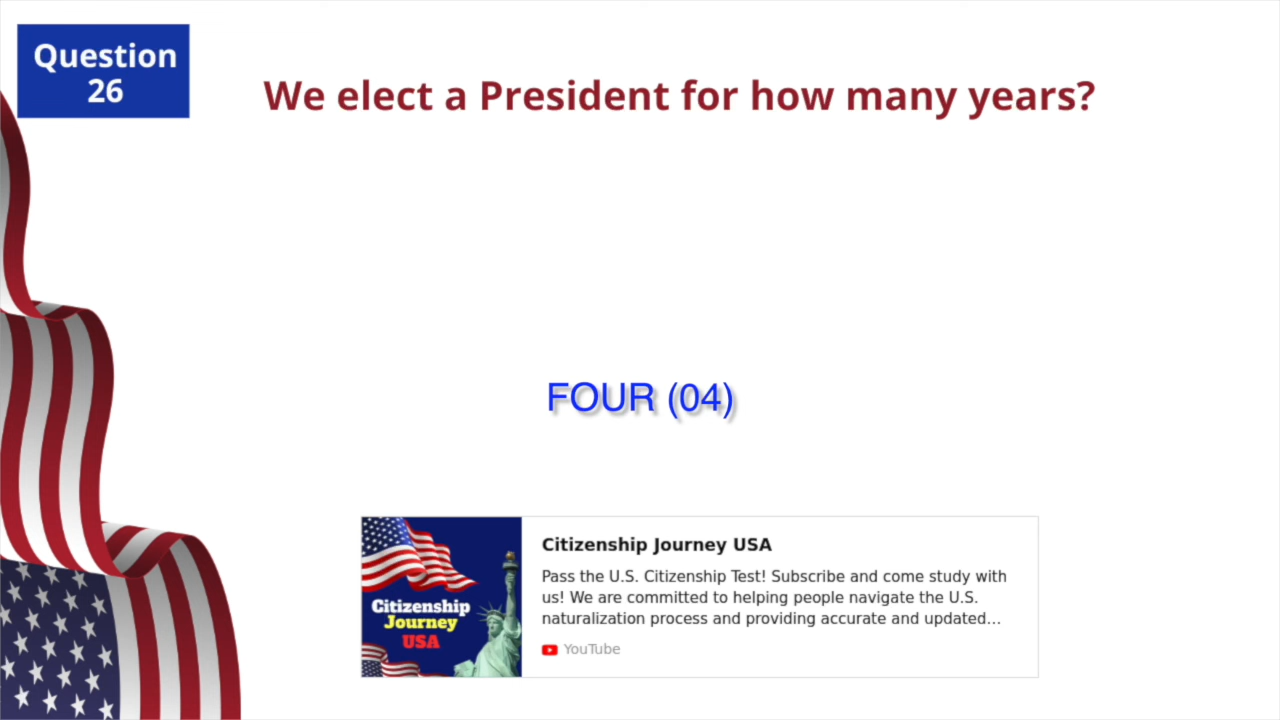 Question
26
We elect a President for how many years?
FOUR (04)
Citizenship Journey USA
Pass the U.S. Citizenship Test! Subscribe and come study with
us! We are committed to helping people navigate the U.S.
naturalization process and providing accurate and updated...
YouTube
Citizenship
Journey
USA